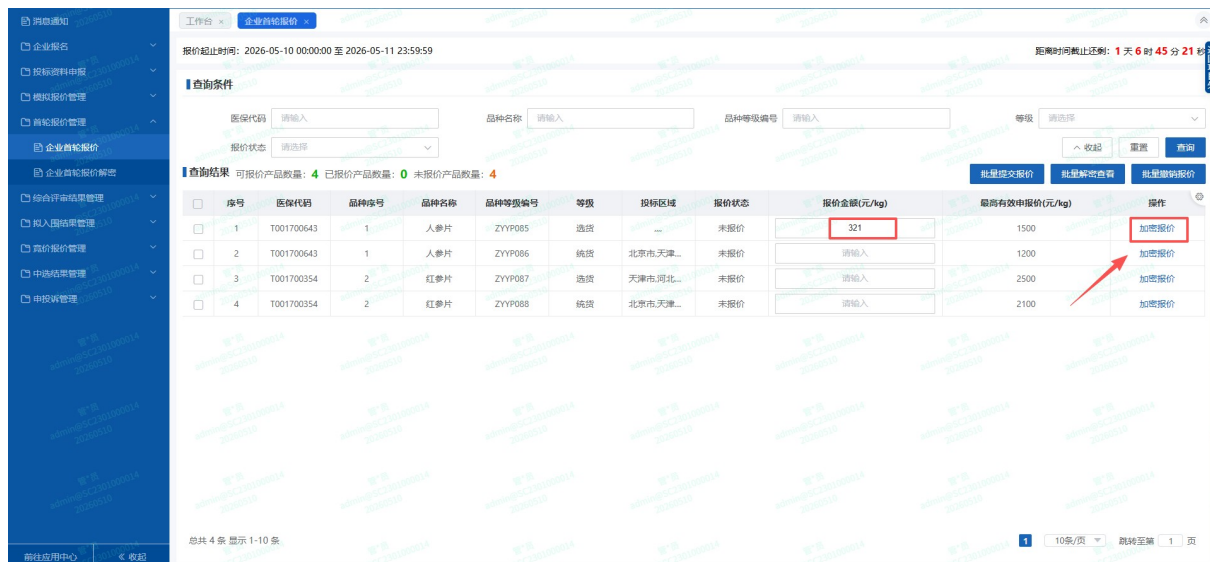 消息通知
企业报名
投标资料申报
模拟报价管理
首轮报价管理
企业首轮报价
企业首轮报价解密
综合评审结果管理
拟入围结果管理
竞价报价管理
中选结果管理
申投诉管理
前往应用中心 《 收起
工作台 × 企业首轮报价 ×
报价起止时间：2026-05-10 00:00:00 至 2026-05-11 23:59:59 距离时间截止还剩：1 天 6 时 45 分 21 秒
查询条件
医保代码 请输入 品种名称 请输入 品种等级编号 请输入 等级 请选择
报价状态 请选择 收起 重置 查询
查询结果 可报价产品数量：4 已报价产品数量：0 未报价产品数量：4 批量提交报价 批量解密查看 批量撤销报价
序号 医保代码 品种序号 品种名称 品种等级编号 等级 投标区域 报价状态 报价金额(元/kg) 最高有效申报价(元/kg) 操作
1 T001700643 1 人参片 ZYYP085 选货 ... 未报价 321 1500 加密报价
2 T001700643 1 人参片 ZYYP086 统货 北京市,天津... 未报价 请输入 1200 加密报价
3 T001700354 2 红参片 ZYYP087 选货 天津市,河北... 未报价 请输入 2500 加密报价
4 T001700354 2 红参片 ZYYP088 统货 北京市,天津... 未报价 请输入 2100 加密报价
总共 4 条 显示 1-10 条 1 10条/页 跳转至第 1 页